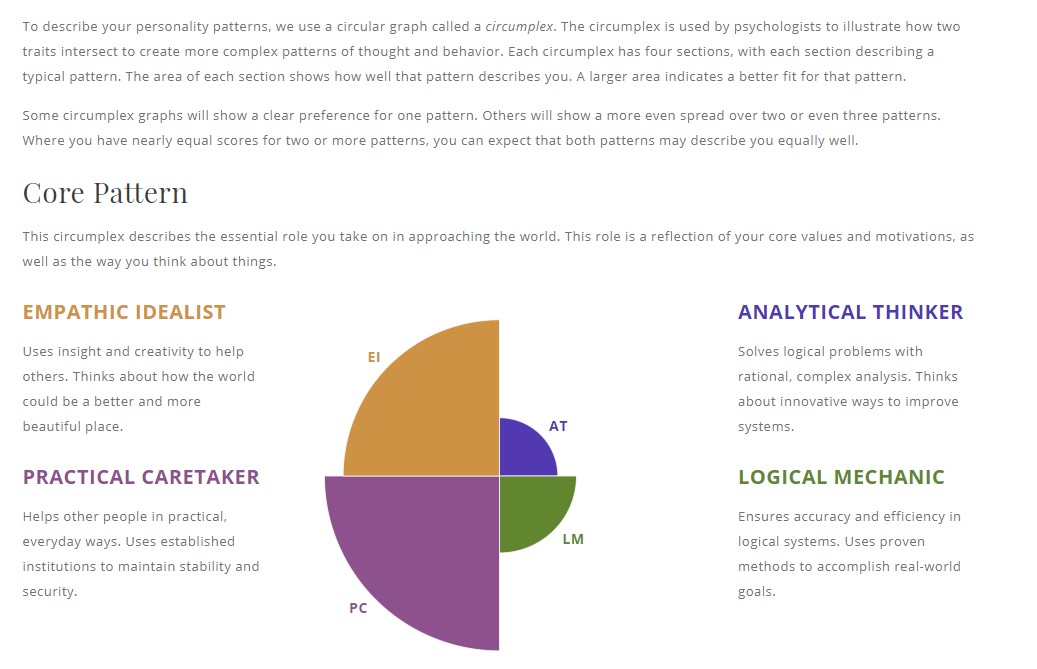 To describe your personality patterns, we use a circular graph called a circumplex. The circumplex is used by psychologists to illustrate how two
traits intersect to create more complex patterns of thought and behavior. Each circumplex has four sections, with each section describing a
typical pattern. The area of each section shows how well that pattern describes you. A larger area indicates a better fit for that pattern.
Some circumplex graphs will show a clear preference for one pattern. Others will show a more even spread over two or even three patterns.
Where you have nearly equal scores for two or more patterns, you can expect that both patterns may describe you equally well.
Core Pattern
This circumplex describes the essential role you take on in approaching the world. This role is a reflection of your core values and motivations, as
well as the way you think about things.
EMPATHIC IDEALIST
Uses insight and creativity to help
others. Thinks about how the world
could be a better and more
beautiful place.
PRACTICAL CARETAKER
Helps other people in practical,
everyday ways. Uses established
institutions to maintain stability and
security.
EI
AT
LM
PC
ANALYTICAL THINKER
Solves logical problems with
rational, complex analysis. Thinks
about innovative ways to improve
systems.
LOGICAL MECHANIC
Ensures accuracy and efficiency in
logical systems. Uses proven
methods to accomplish real-world
goals.